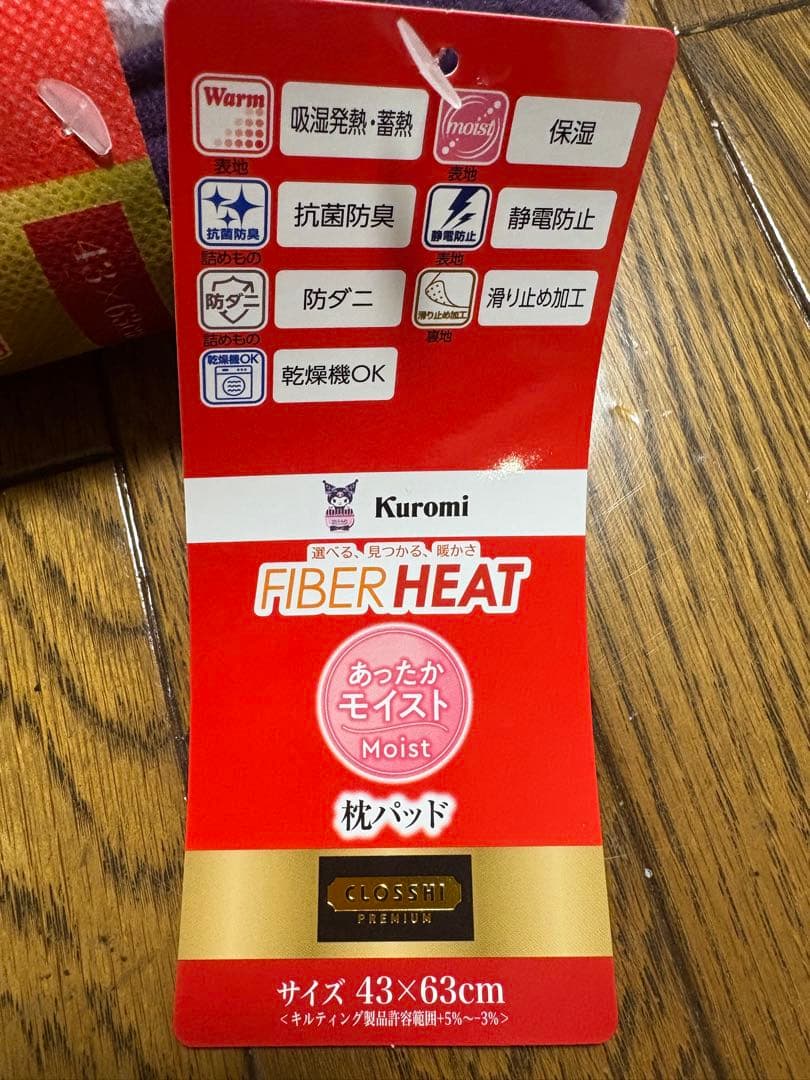 Warm
吸湿発熱・蓄熱
表地
moist
保湿
表地
抗菌防臭
抗菌防臭
詰めもの
静電防止
静電防止
表地
防ダニ
防ダニ
詰めもの
滑り止め加工
滑り止め加工
裏地
乾燥機OK
乾燥機OK
Kuromi
選べる、見つかる、暖かさ
FIBER HEAT
あったか
モイスト
Moist
枕パッド
CLOSSHI
PREMIUM
サイズ 43×63cm
<キルティング製品許容範囲+5%~-3%>
43×63cm